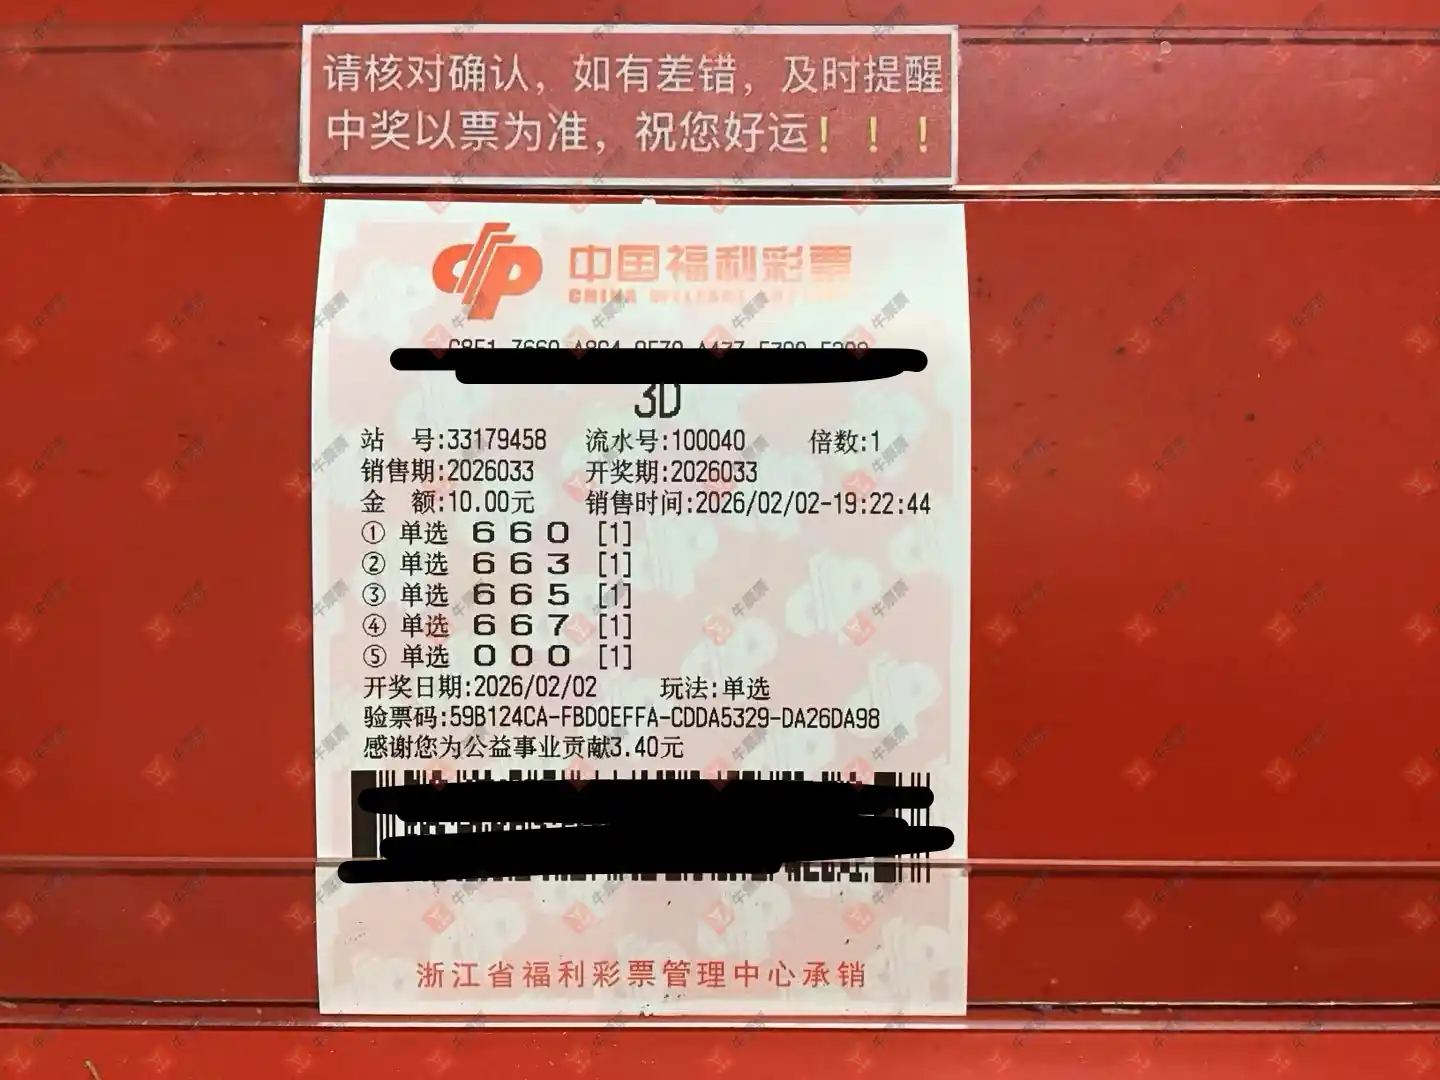 请核对确认，如有差错，及时提醒
中奖以票为准，祝您好运！！！
中国福利彩票
CHINA WELFARE LOTTERY
3D
站 号:33179458 流水号:100040 倍数:1
销售期:2026033 开奖期:2026033
金 额:10.00元 销售时间:2026/02/02-19:22:44
① 单选 6 6 0 [1]
② 单选 6 6 3 [1]
③ 单选 6 6 5 [1]
④ 单选 6 6 7 [1]
⑤ 单选 0 0 0 [1]
开奖日期:2026/02/02 玩法:单选
验票码:59B124CA-FBD0EFFA-CDDA5329-DA26DA98
感谢您为公益事业贡献3.40元
浙江省福利彩票管理中心承销
牛票票